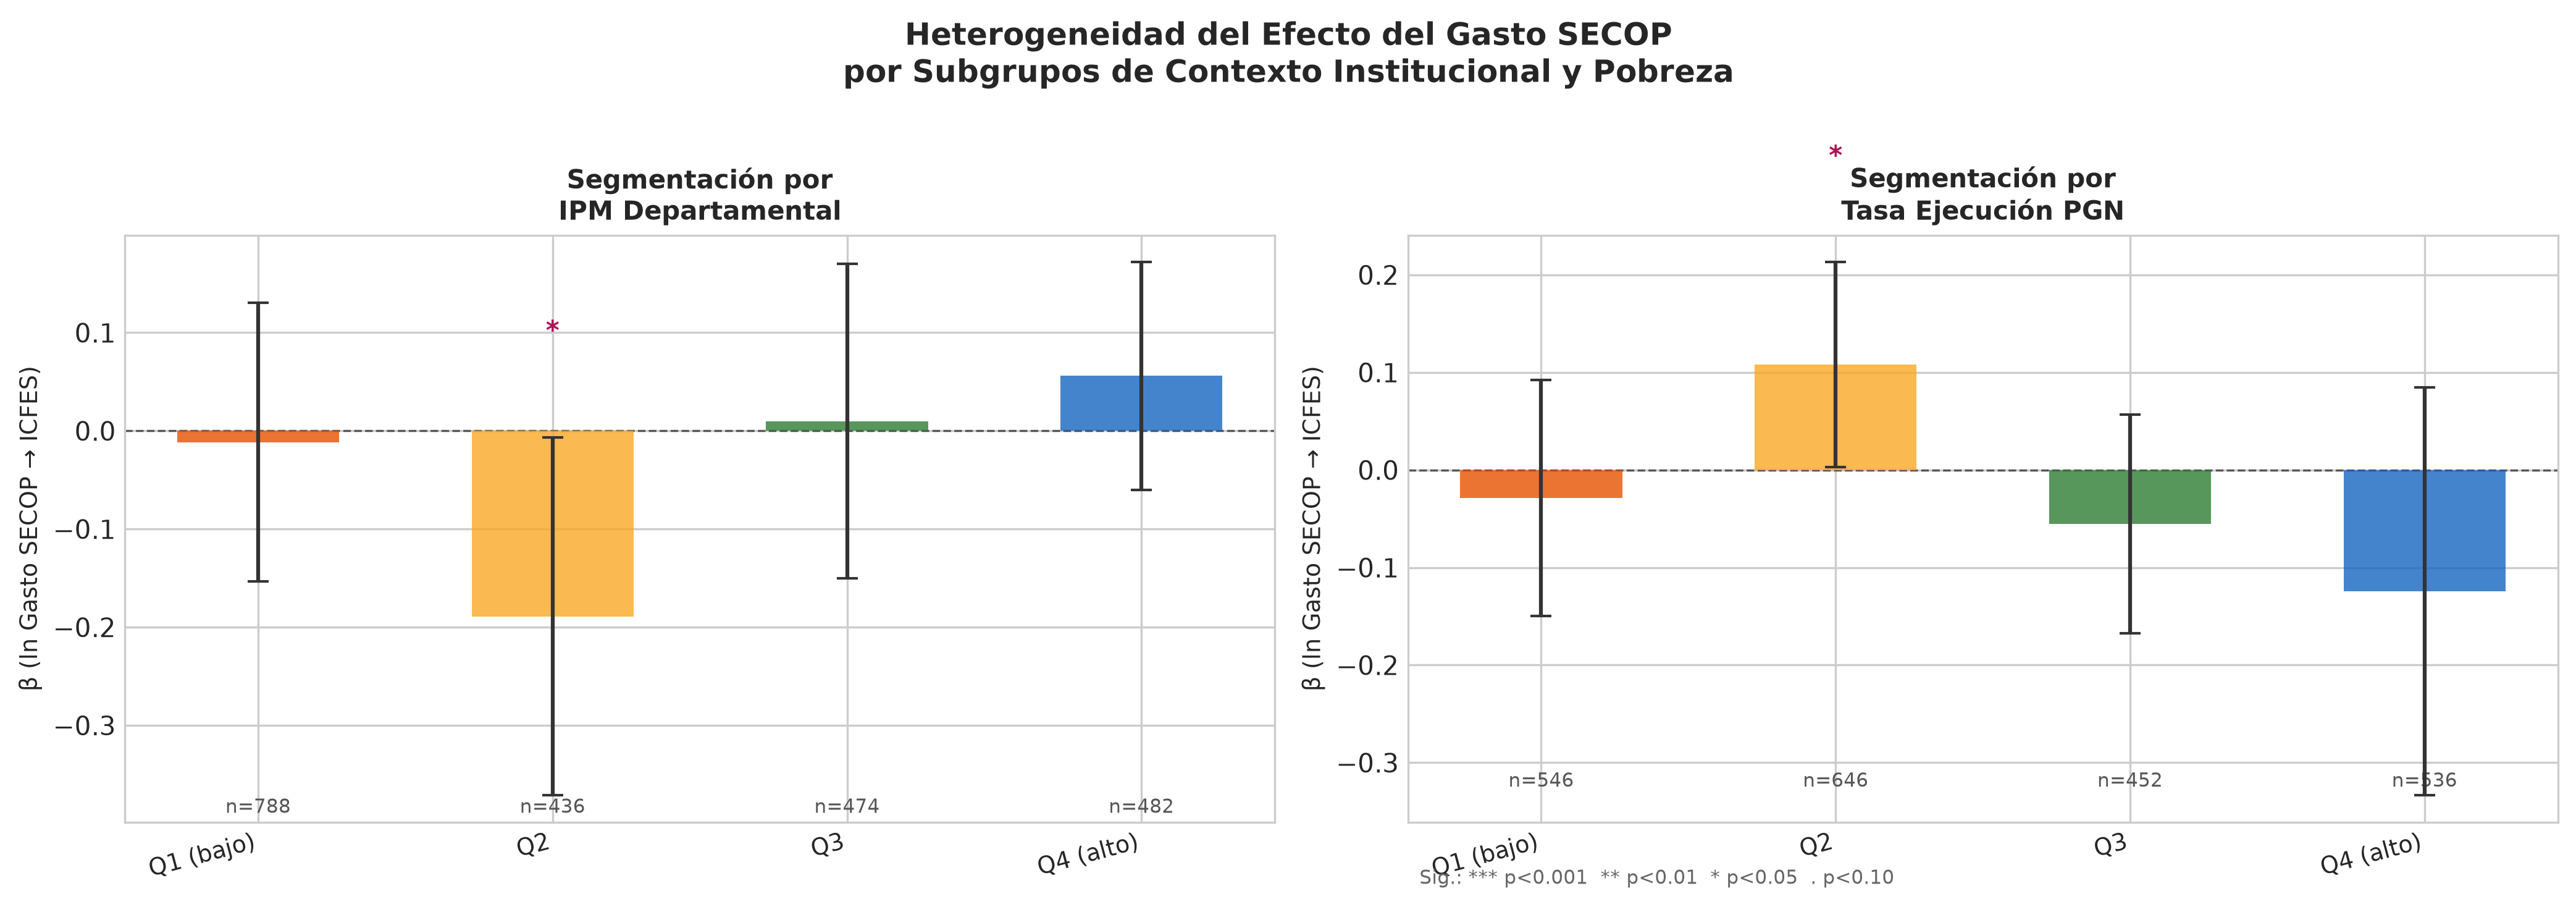 Heterogeneidad del Efecto del Gasto SECOP
por Subgrupos de Contexto Institucional y Pobreza
Segmentación por
IPM Departamental
β (ln Gasto SECOP → ICFES)
0.1
0.0
−0.1
−0.2
−0.3
*
n=788
n=436
n=474
n=482
Q1 (bajo)
Q2
Q3
Q4 (alto)
*
Segmentación por
Tasa Ejecución PGN
β (ln Gasto SECOP → ICFES)
0.2
0.1
0.0
−0.1
−0.2
−0.3
n=546
n=646
n=452
n=536
Q1 (bajo)
Q2
Q3
Q4 (alto)
Sig.: *** p<0.001  ** p<0.01  * p<0.05  . p<0.10